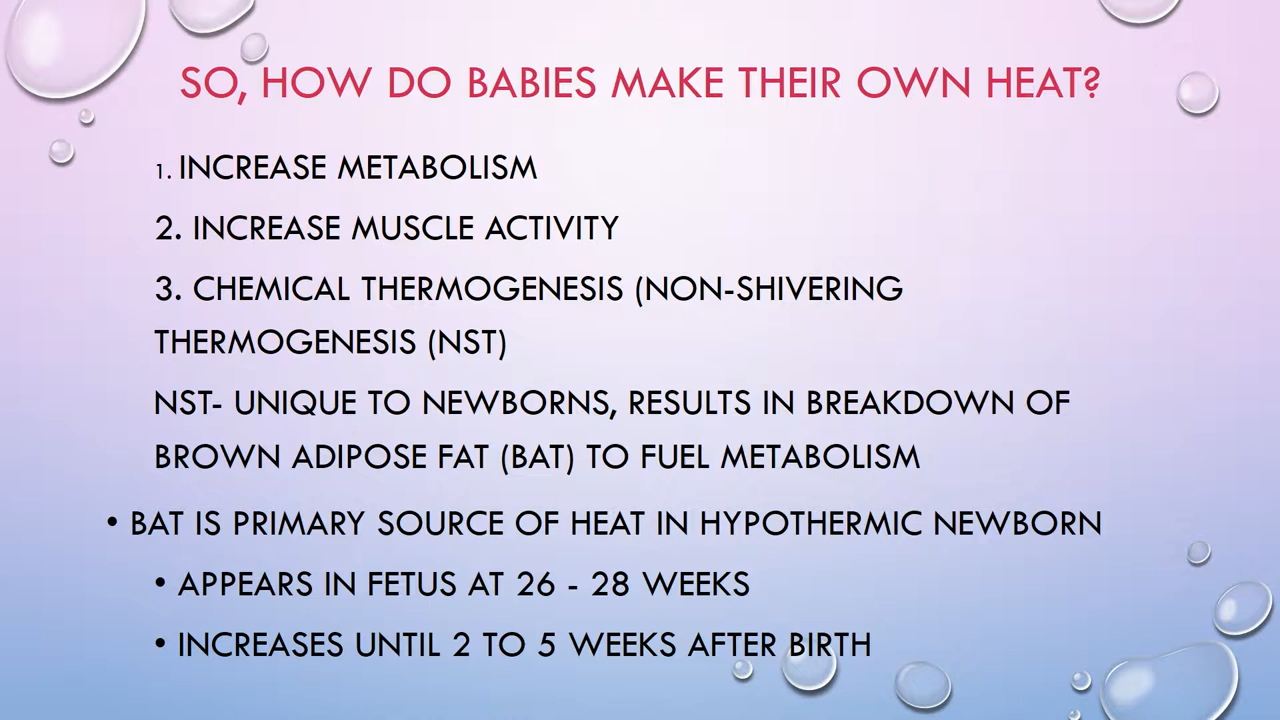 SO, HOW DO BABIES MAKE THEIR OWN HEAT?
1. INCREASE METABOLISM
2. INCREASE MUSCLE ACTIVITY
3. CHEMICAL THERMOGENESIS (NON-SHIVERING
THERMOGENESIS (NST)
NST- UNIQUE TO NEWBORNS, RESULTS IN BREAKDOWN OF
BROWN ADIPOSE FAT (BAT) TO FUEL METABOLISM
• BAT IS PRIMARY SOURCE OF HEAT IN HYPOTHERMIC NEWBORN
• APPEARS IN FETUS AT 26 - 28 WEEKS
• INCREASES UNTIL 2 TO 5 WEEKS AFTER BIRTH